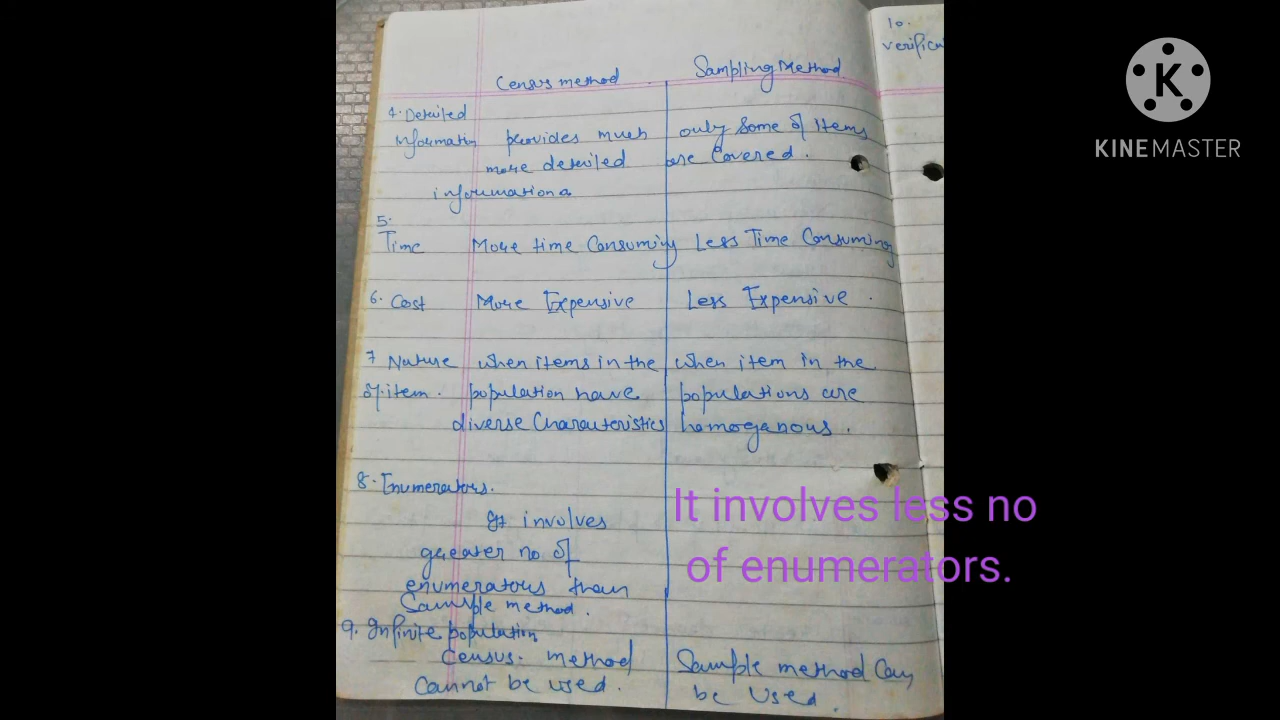 10.
verificati
Census method Sampling Method
4. Detailed
Information provides much only Some of Items
more detailed are Covered.
information.
5.
Time More time Consuming Less Time Consuming
6. Cost More Expensive Less Expensive.
7 Nature when items in the when item in the
of item. population have populations are
diverse Characteristics homoganous.
8. Enumerators.
It involves
greater no of
enumerators than
Sample method.
It involves less no
of enumerators.
9. Infinite population
Census. method Sample method Can
Cannot be used. be Used.
K
KINEMASTER